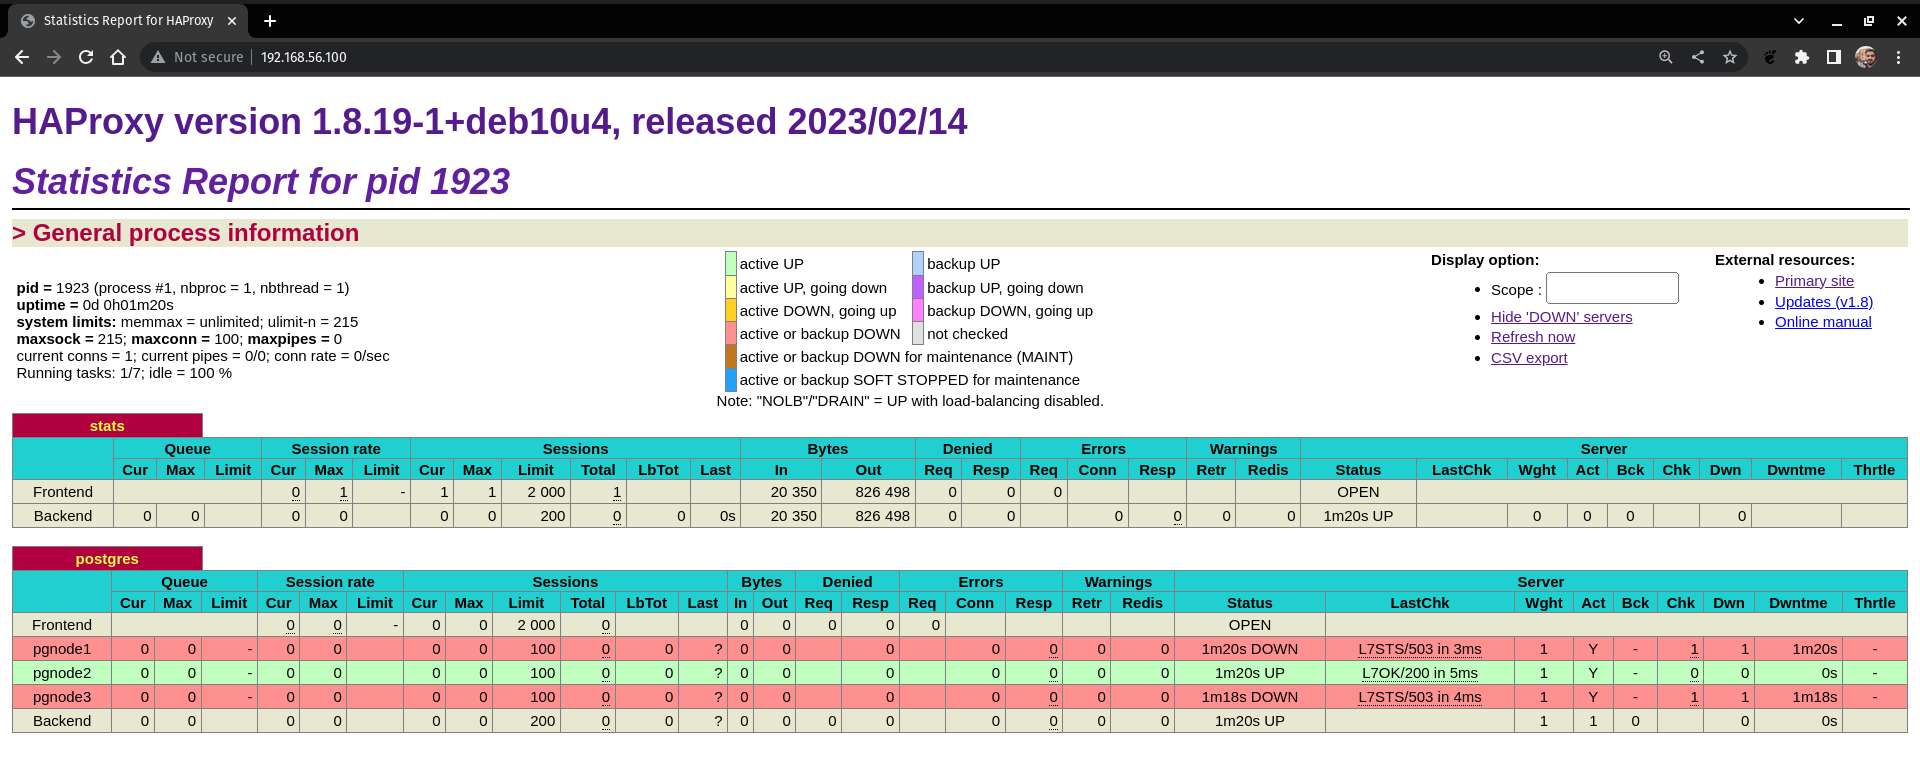 Statistics Report for HAProxy
Not secure 192.168.56.100
HAProxy version 1.8.19-1+deb10u4, released 2023/02/14
Statistics Report for pid 1923
> General process information
pid = 1923 (process #1, nbproc = 1, nbthread = 1)
uptime = 0d 0h01m20s
system limits: memmax = unlimited; ulimit-n = 215
maxsock = 215; maxconn = 100; maxpipes = 0
current conns = 1; current pipes = 0/0; conn rate = 0/sec
Running tasks: 1/7; idle = 100 %
active UP backup UP
active UP, going down backup UP, going down
active DOWN, going up backup DOWN, going up
active or backup DOWN not checked
active or backup DOWN for maintenance (MAINT)
active or backup SOFT STOPPED for maintenance
Note: "NOLB"/"DRAIN" = UP with load-balancing disabled.
Display option:
Scope :
Hide 'DOWN' servers
Refresh now
CSV export
External resources:
Primary site
Updates (v1.8)
Online manual
stats
Queue Session rate Sessions Bytes Denied Errors Warnings Server
Cur Max Limit Cur Max Limit Cur Max Limit Total LbTot Last In Out Req Resp Req Conn Resp Retr Redis Status LastChk Wght Act Bck Chk Dwn Dwntme Thrtle
Frontend 0 1 - 1 1 2 000 1 20 350 826 498 0 0 0 OPEN
Backend 0 0 0 0 0 0 200 0 0 0s 20 350 826 498 0 0 0 0 0 0 1m20s UP 0 0 0 0
postgres
Queue Session rate Sessions Bytes Denied Errors Warnings Server
Cur Max Limit Cur Max Limit Cur Max Limit Total LbTot Last In Out Req Resp Req Conn Resp Retr Redis Status LastChk Wght Act Bck Chk Dwn Dwntme Thrtle
Frontend 0 0 - 0 0 2 000 0 0 0 0 0 0 OPEN
pgnode1 0 0 - 0 0 0 0 100 0 0 ? 0 0 0 0 0 0 0 1m20s DOWN L7STS/503 in 3ms 1 Y - 1 1 1m20s -
pgnode2 0 0 - 0 0 0 0 100 0 0 ? 0 0 0 0 0 0 0 1m20s UP L7OK/200 in 5ms 1 Y - 0 0 0s -
pgnode3 0 0 - 0 0 0 0 100 0 0 ? 0 0 0 0 0 0 0 1m18s DOWN L7STS/503 in 4ms 1 Y - 1 1 1m18s -
Backend 0 0 0 0 0 0 200 0 0 ? 0 0 0 0 0 0 0 0 1m20s UP 1 1 0 0 0s